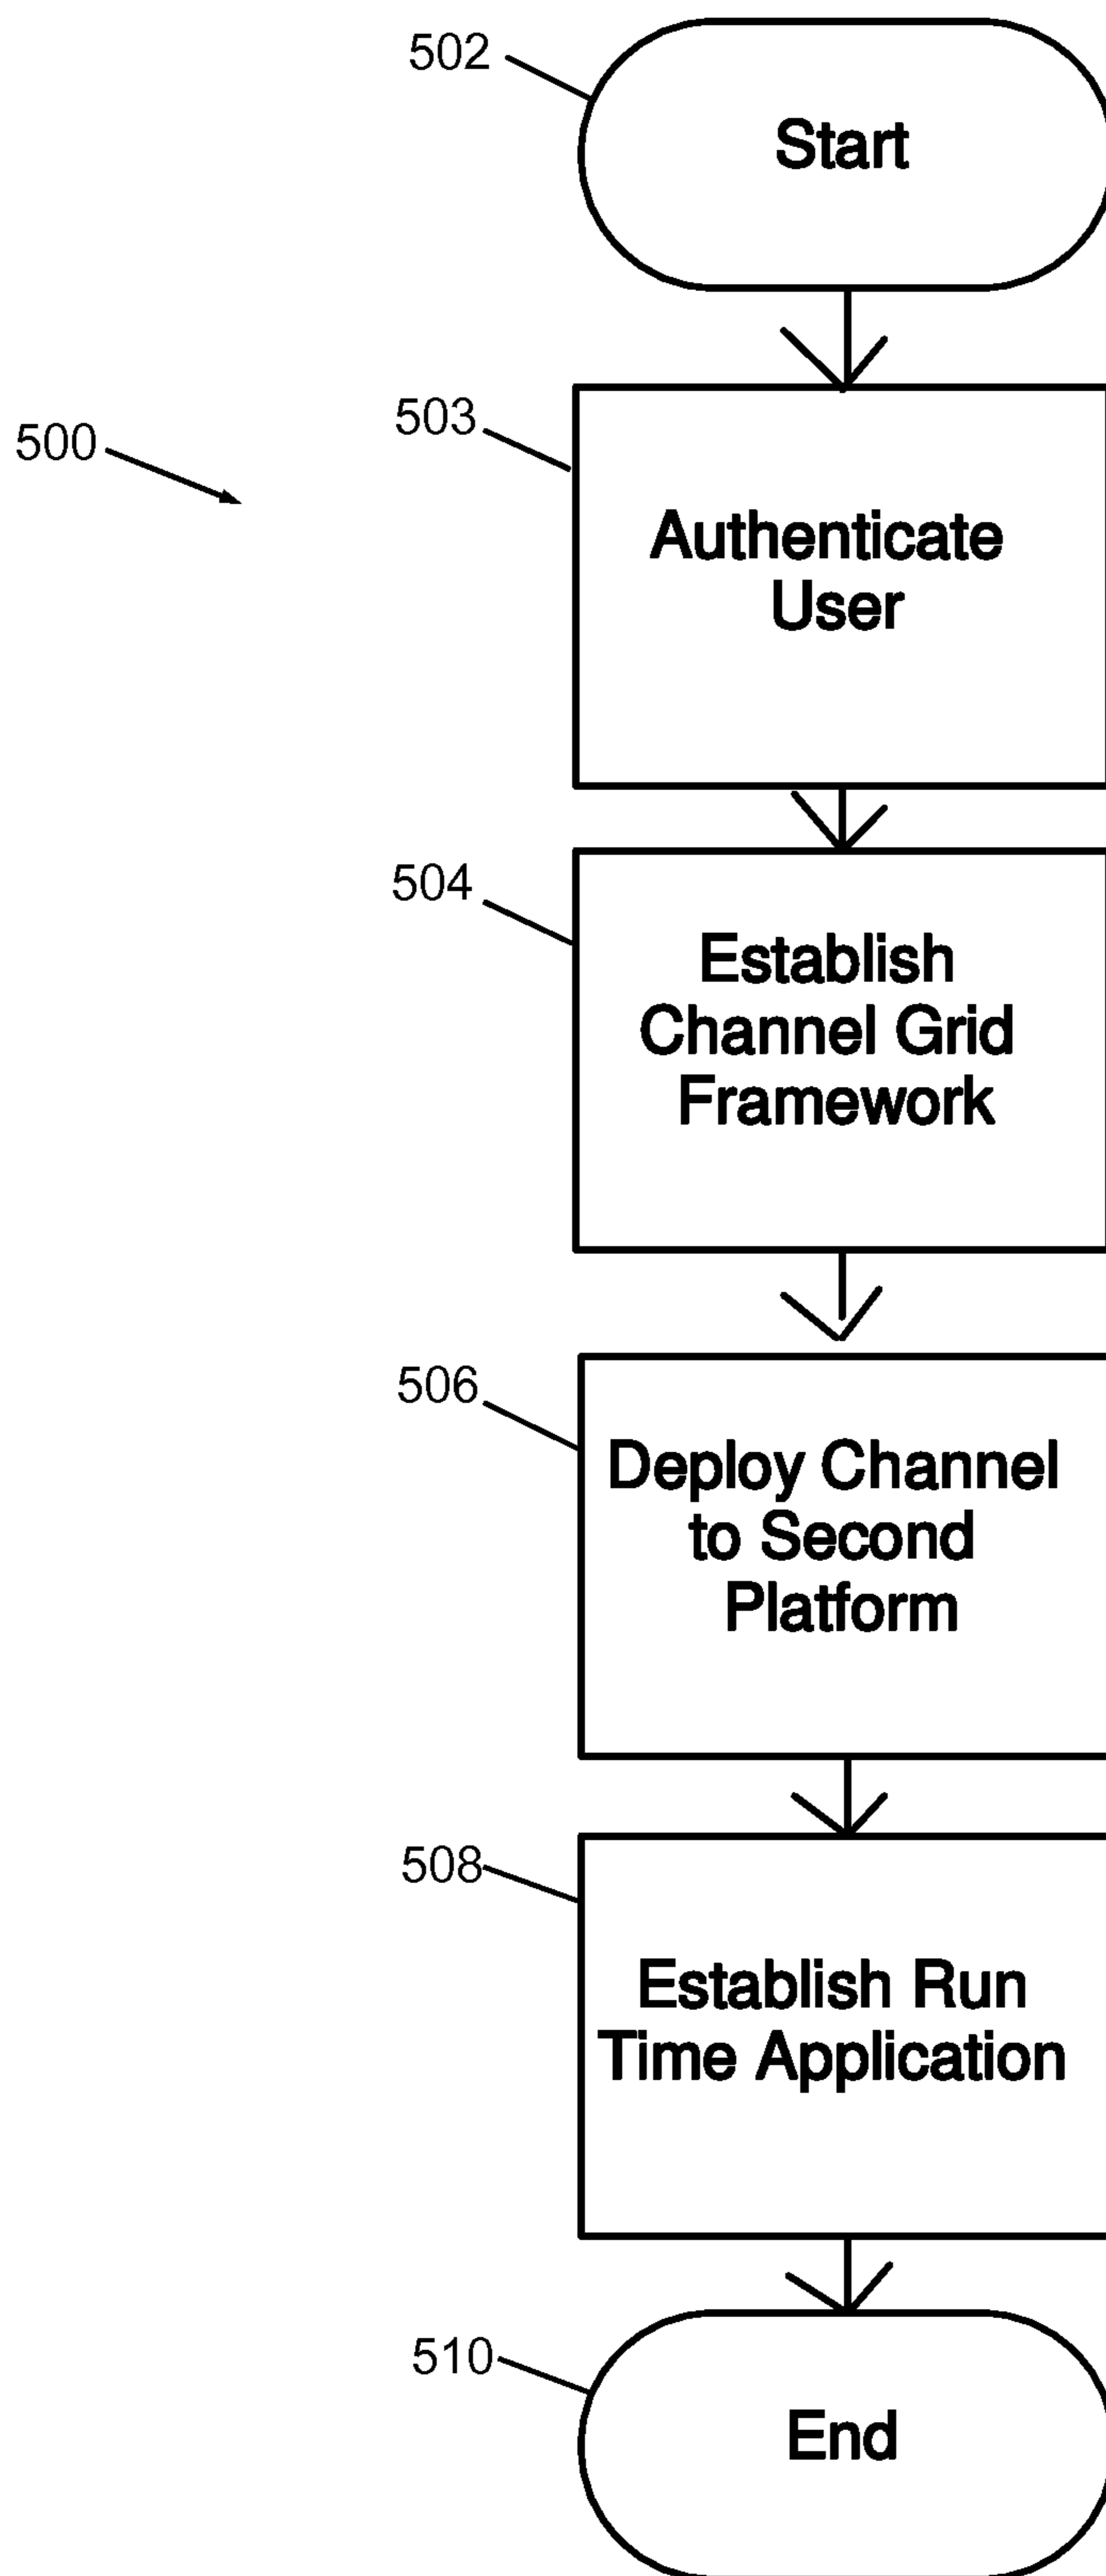 502
Start
503
500
Authenticate
User
504
Establish
Channel Grid
Framework
506
Deploy Channel
to Second
Platform
508
Establish Run
Time Application
510
End